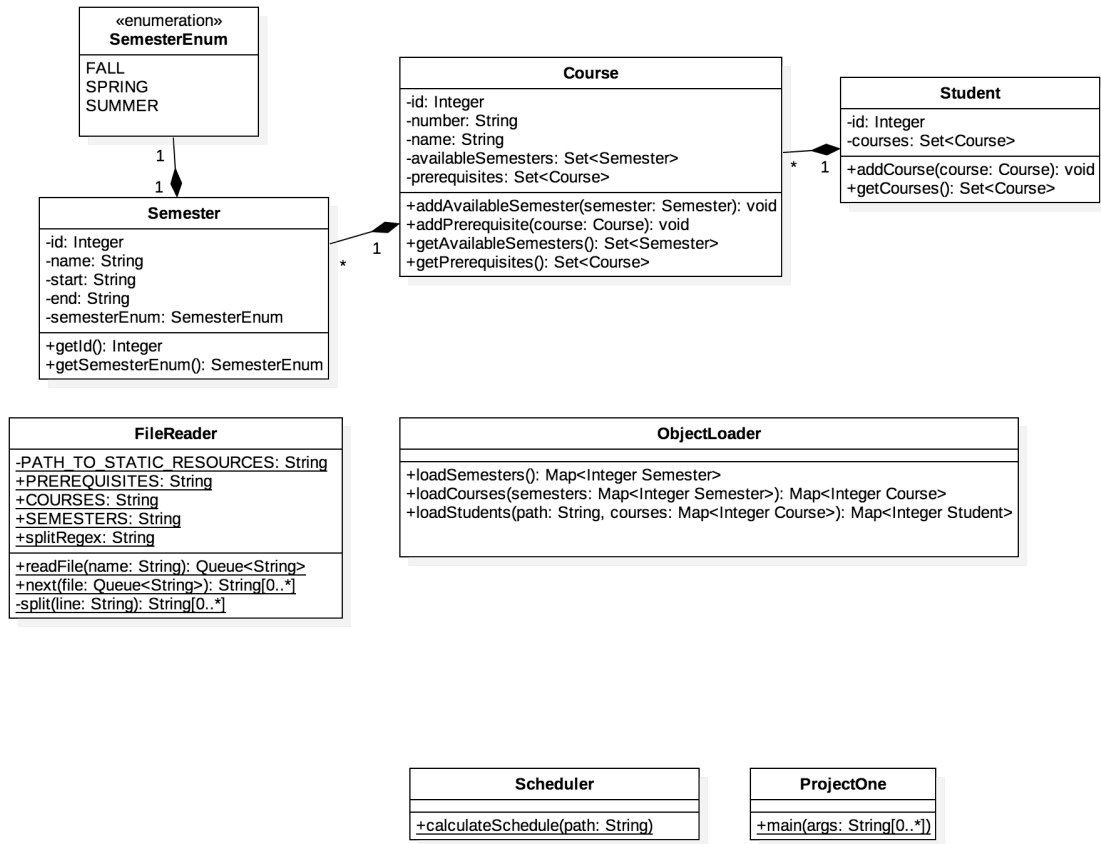 «enumeration»
SemesterEnum
FALL
SPRING
SUMMER
1
1
Semester
-id: Integer
-name: String
-start: String
-end: String
-semesterEnum: SemesterEnum
+getId(): Integer
+getSemesterEnum(): SemesterEnum
*
1
Course
-id: Integer
-number: String
-name: String
-availableSemesters: Set<Semester>
-prerequisites: Set<Course>
+addAvailableSemester(semester: Semester): void
+addPrerequisite(course: Course): void
+getAvailableSemesters(): Set<Semester>
+getPrerequisites(): Set<Course>
*
1
Student
-id: Integer
-courses: Set<Course>
+addCourse(course: Course): void
+getCourses(): Set<Course>
FileReader
-PATH_TO_STATIC_RESOURCES: String
+PREREQUISITES: String
+COURSES: String
+SEMESTERS: String
+splitRegex: String
+readFile(name: String): Queue<String>
+next(file: Queue<String>): String[0..*]
-split(line: String): String[0..*]
ObjectLoader
+loadSemesters(): Map<Integer Semester>
+loadCourses(semesters: Map<Integer Semester>): Map<Integer Course>
+loadStudents(path: String, courses: Map<Integer Course>): Map<Integer Student>
Scheduler
+calculateSchedule(path: String)
ProjectOne
+main(args: String[0..*])